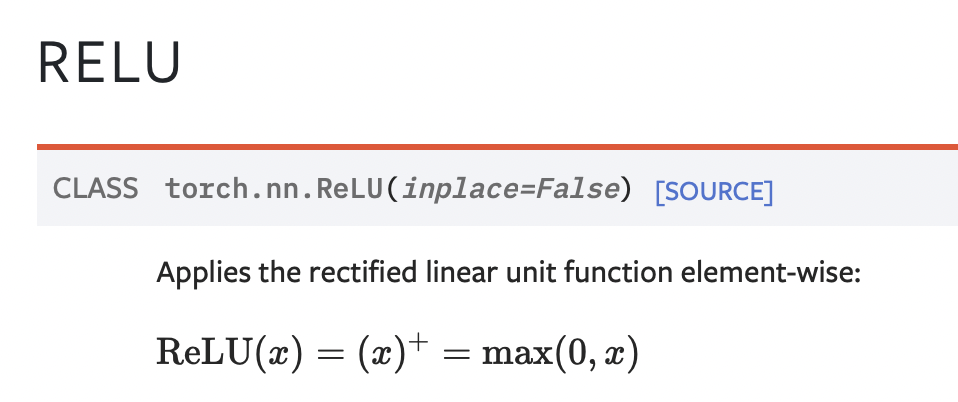 RELU
CLASS torch.nn.ReLU(inplace=False) [SOURCE]
Applies the rectified linear unit function element-wise:
ReLU(x) = (x)⁺ = max(0, x)